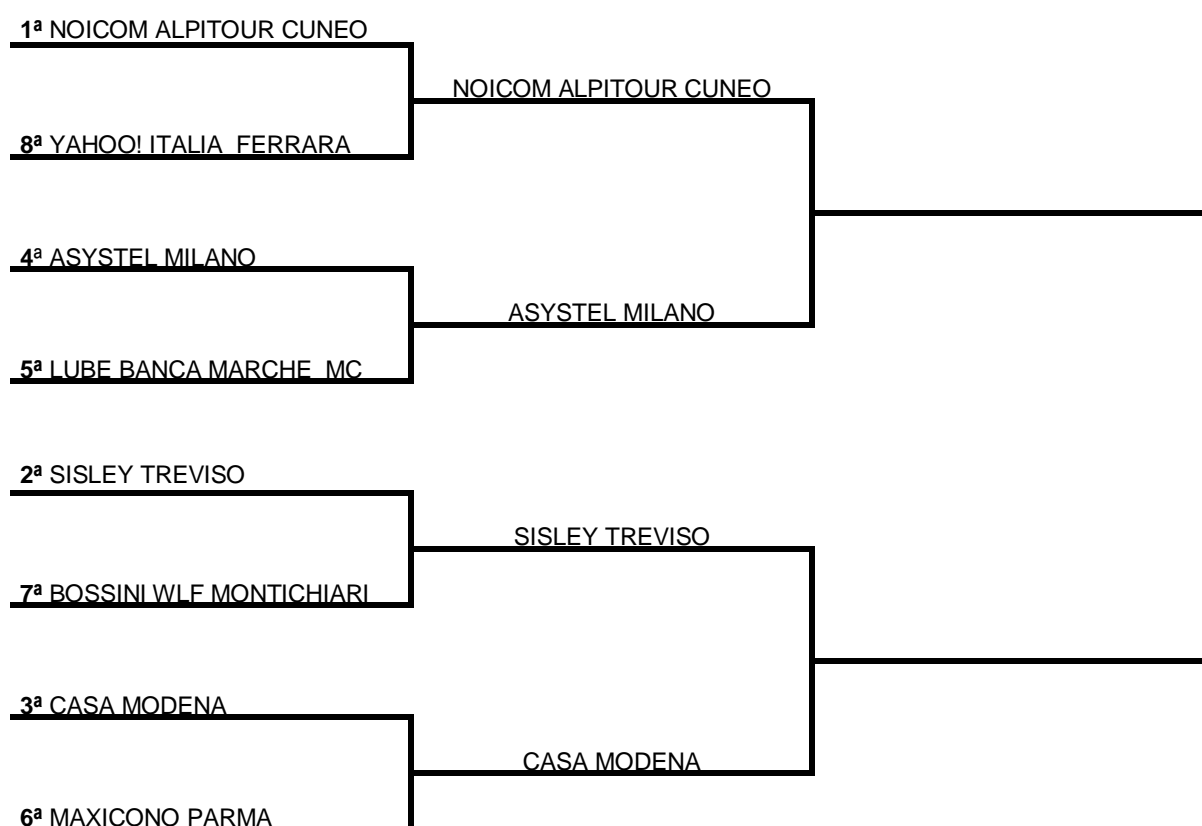 1ª NOICOM ALPITOUR CUNEO
NOICOM ALPITOUR CUNEO
8ª YAHOO! ITALIA FERRARA
4ª ASYSTEL MILANO
ASYSTEL MILANO
5ª LUBE BANCA MARCHE MC
2ª SISLEY TREVISO
SISLEY TREVISO
7ª BOSSINI WLF MONTICHIARI
3ª CASA MODENA
CASA MODENA
6ª MAXICONO PARMA